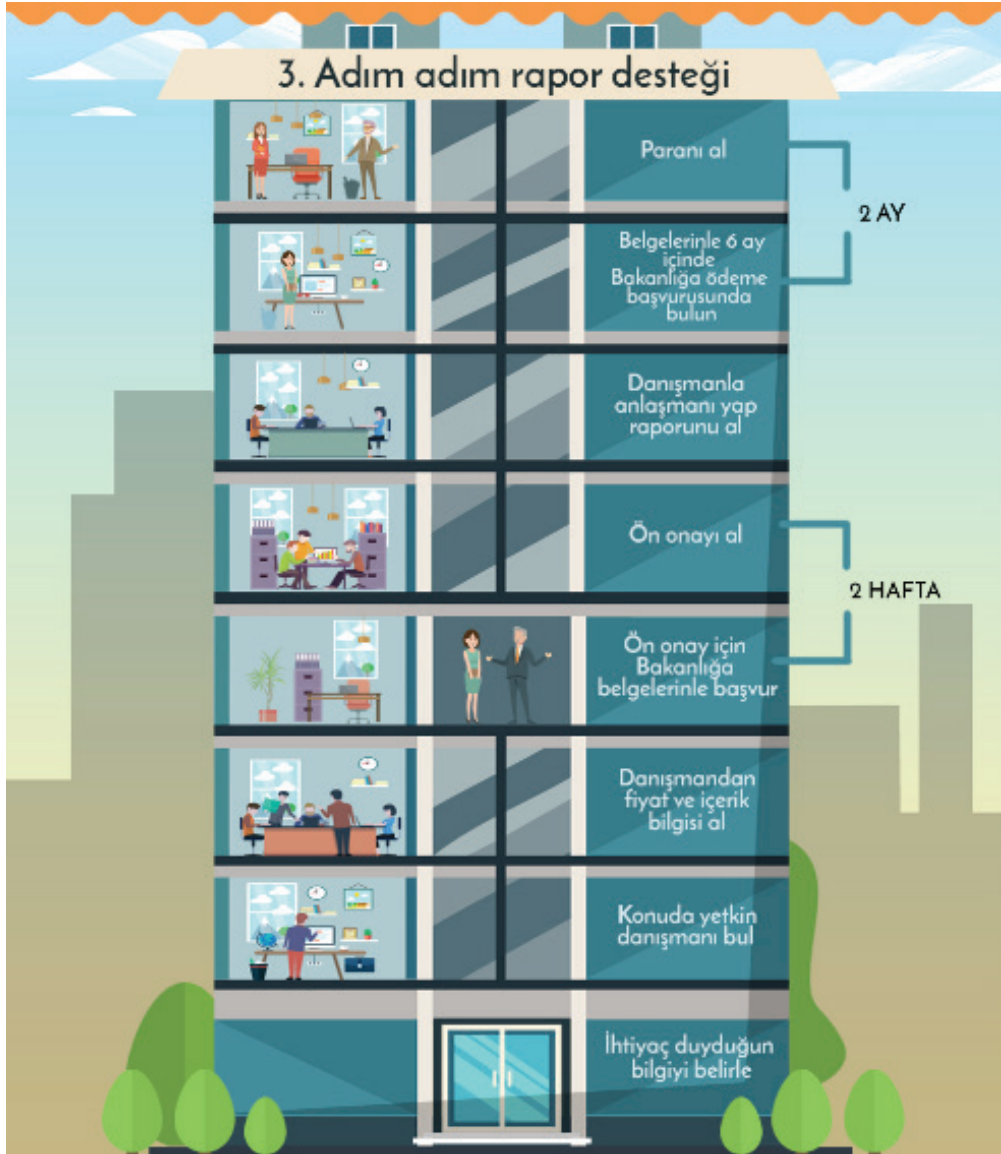 3. Adım adım rapor desteği
Paranı al
2 AY
Belgelerinle 6 ay
içinde
Bakanlığa ödeme
başvurusunda
bulun
Danışmanla
anlaşmanı yap
raporunu al
Ön onayı al
2 HAFTA
Ön onay için
Bakanlığa
belgelerinle başvur
Danışmandan
fiyat ve içerik
bilgisi al
Konuda yetkin
danışmanı bul
İhtiyaç duyduğun
bilgiyi belirle